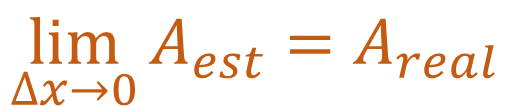 lim A_est = A_real
Δx→0